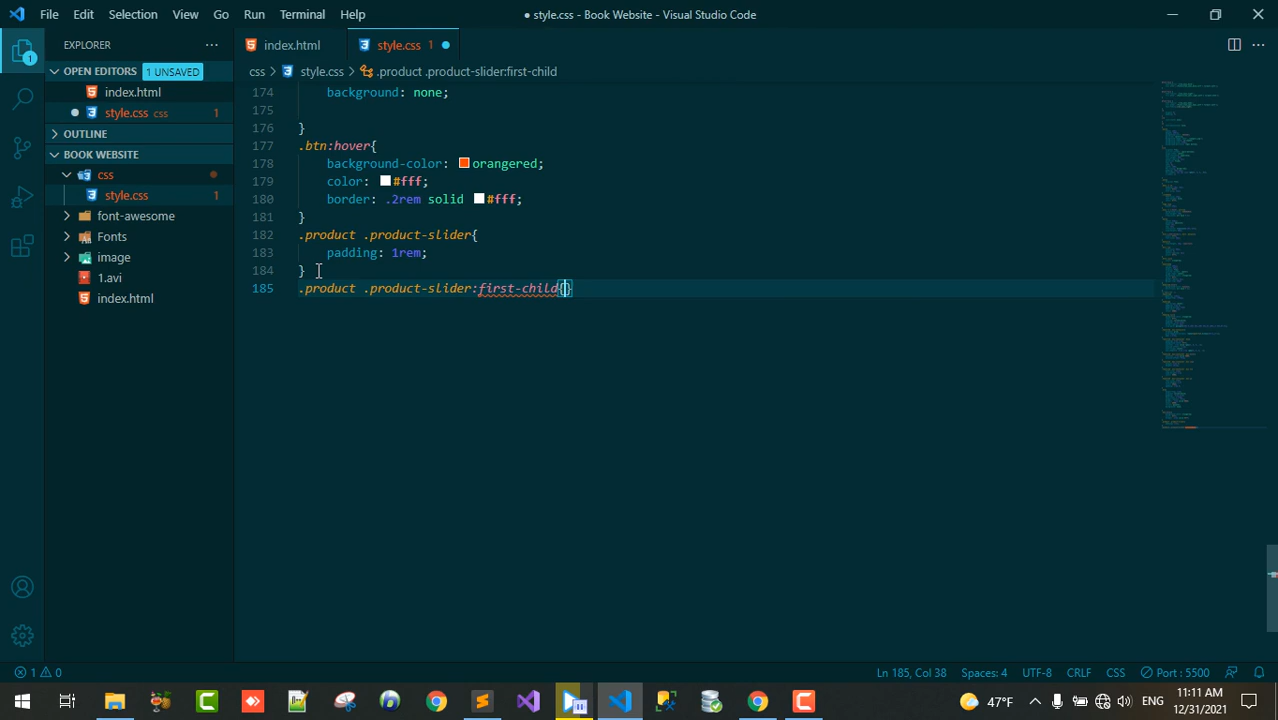 File Edit Selection View Go Run Terminal Help
● style.css - Book Website - Visual Studio Code
EXPLORER
index.html
style.css 1
OPEN EDITORS 1 UNSAVED
index.html
style.css css 1
OUTLINE
BOOK WEBSITE
css
style.css 1
font-awesome
Fonts
image
1.avi
index.html
css > style.css > .product .product-slider:first-child
174 background: none;
175
176 }
177 .btn:hover{
178 background-color: orangered;
179 color: #fff;
180 border: .2rem solid #fff;
181 }
182 .product .product-slider{
183 padding: 1rem;
184 }
185 .product .product-slider:first-child{}
1 0
Ln 185, Col 38 Spaces: 4 UTF-8 CRLF CSS Port : 5500
47°F ENG 11:11 AM
12/31/2021